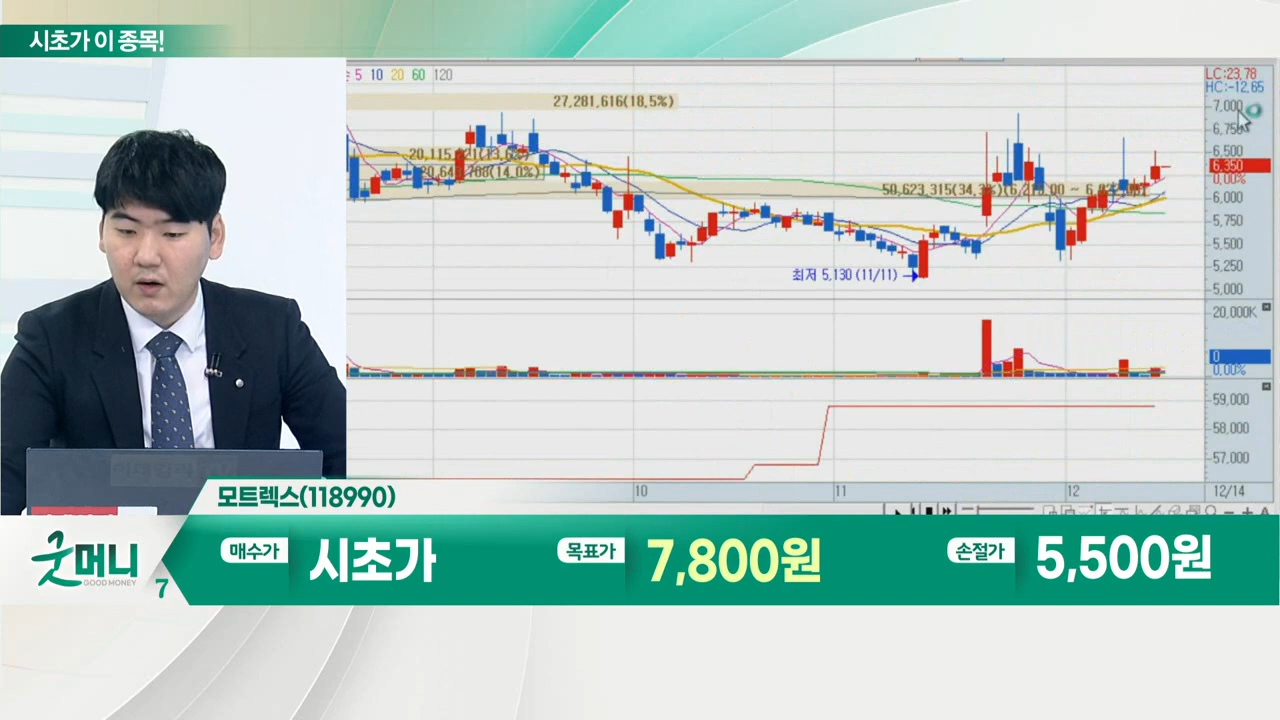 시초가 이 종목!
5 10 20 60 120
27,281,616(18.5%)
LC:23.78
HC:-12.65
7,000
6,750
6,500
6,350
0.00%
6,000
5,750
5,500
5,250
5,000
최저 5,130 (11/11)
20,000K
0
0.00%
59,000
58,000
57,000
10
11
12
12/14
모트렉스(118990)
굿머니
GOOD MONEY
7
매수가 시초가
목표가 7,800원
손절가 5,500원